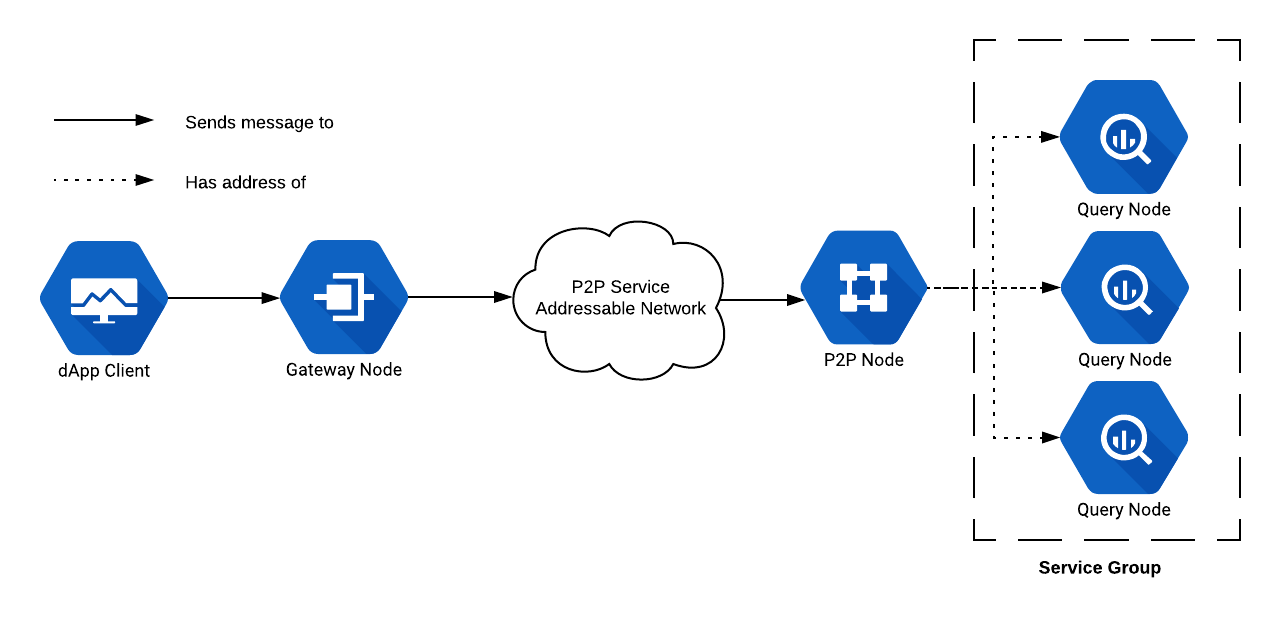 Sends message to
Has address of
dApp Client
Gateway Node
P2P Service
Addressable Network
P2P Node
Query Node
Query Node
Query Node
Service Group